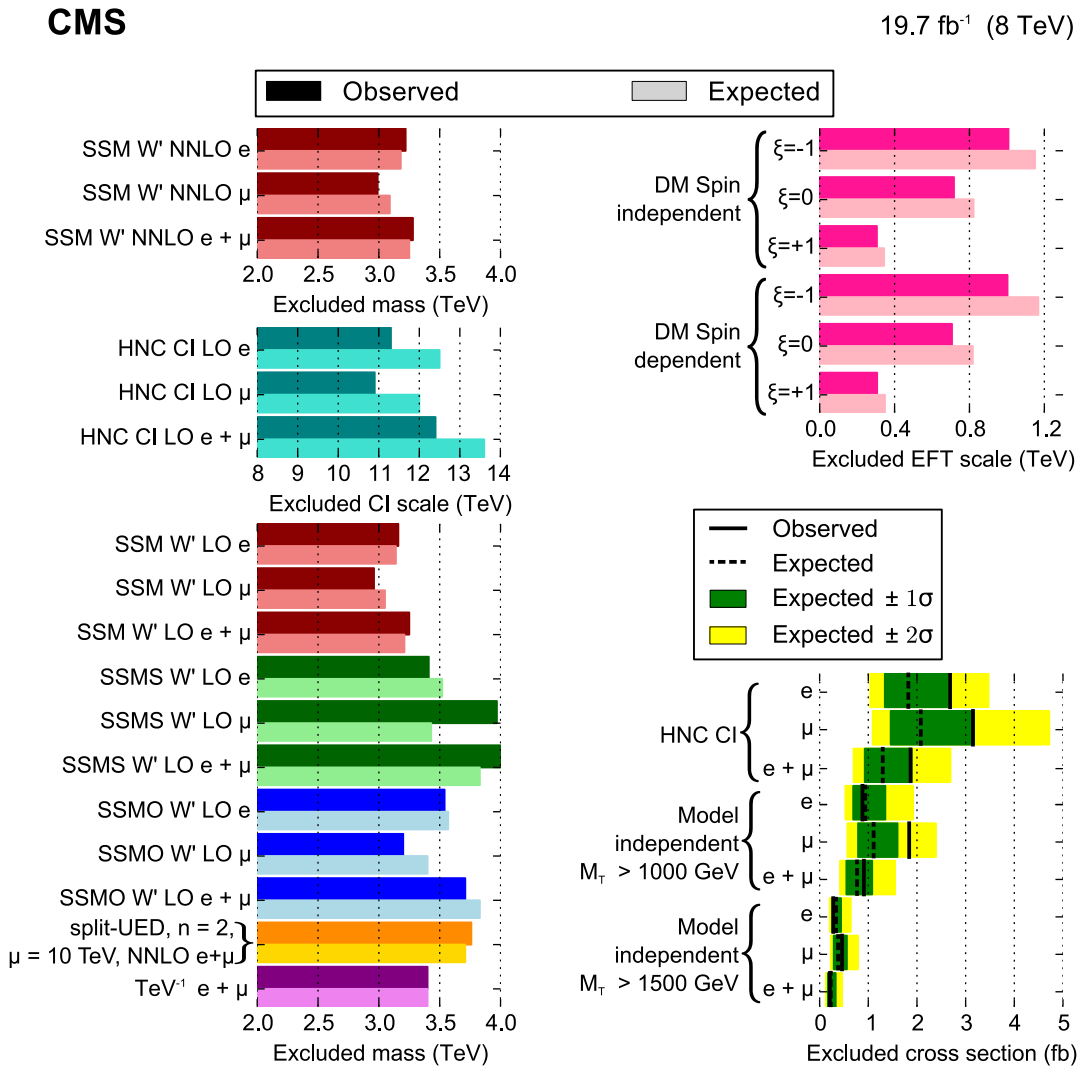 CMS
19.7 fb⁻¹ (8 TeV)
Observed
Expected
SSM W' NNLO e
SSM W' NNLO μ
SSM W' NNLO e + μ
2.0 2.5 3.0 3.5 4.0
Excluded mass (TeV)
HNC CI LO e
HNC CI LO μ
HNC CI LO e + μ
8 9 10 11 12 13 14
Excluded CI scale (TeV)
SSM W' LO e
SSM W' LO μ
SSM W' LO e + μ
SSMS W' LO e
SSMS W' LO μ
SSMS W' LO e + μ
SSMO W' LO e
SSMO W' LO μ
SSMO W' LO e + μ
split-UED, n = 2,
μ = 10 TeV, NNLO e+μ
TeV⁻¹ e + μ
2.0 2.5 3.0 3.5 4.0
Excluded mass (TeV)
DM Spin
independent
ξ=-1
ξ=0
ξ=+1
DM Spin
dependent
ξ=-1
ξ=0
ξ=+1
0.0 0.4 0.8 1.2
Excluded EFT scale (TeV)
Observed
Expected
Expected ± 1σ
Expected ± 2σ
HNC CI
e
μ
e + μ
Model
independent
M_T > 1000 GeV
e
μ
e + μ
Model
independent
M_T > 1500 GeV
e
μ
e + μ
0 1 2 3 4 5
Excluded cross section (fb)